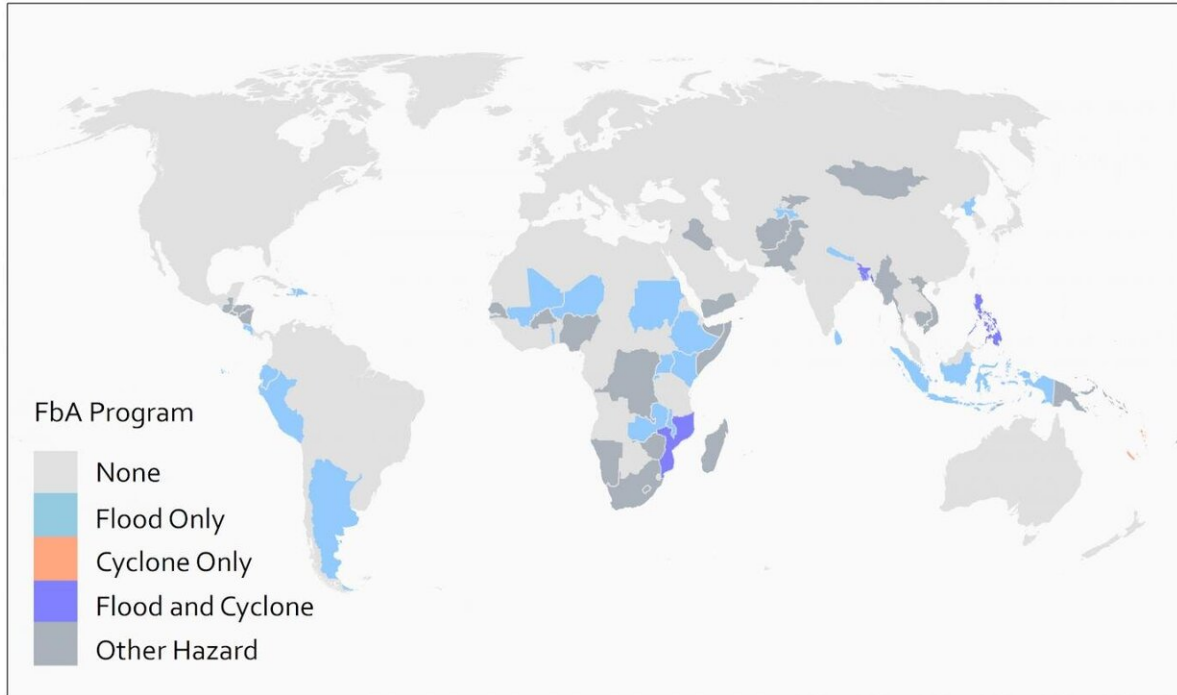 FbA Program
None
Flood Only
Cyclone Only
Flood and Cyclone
Other Hazard